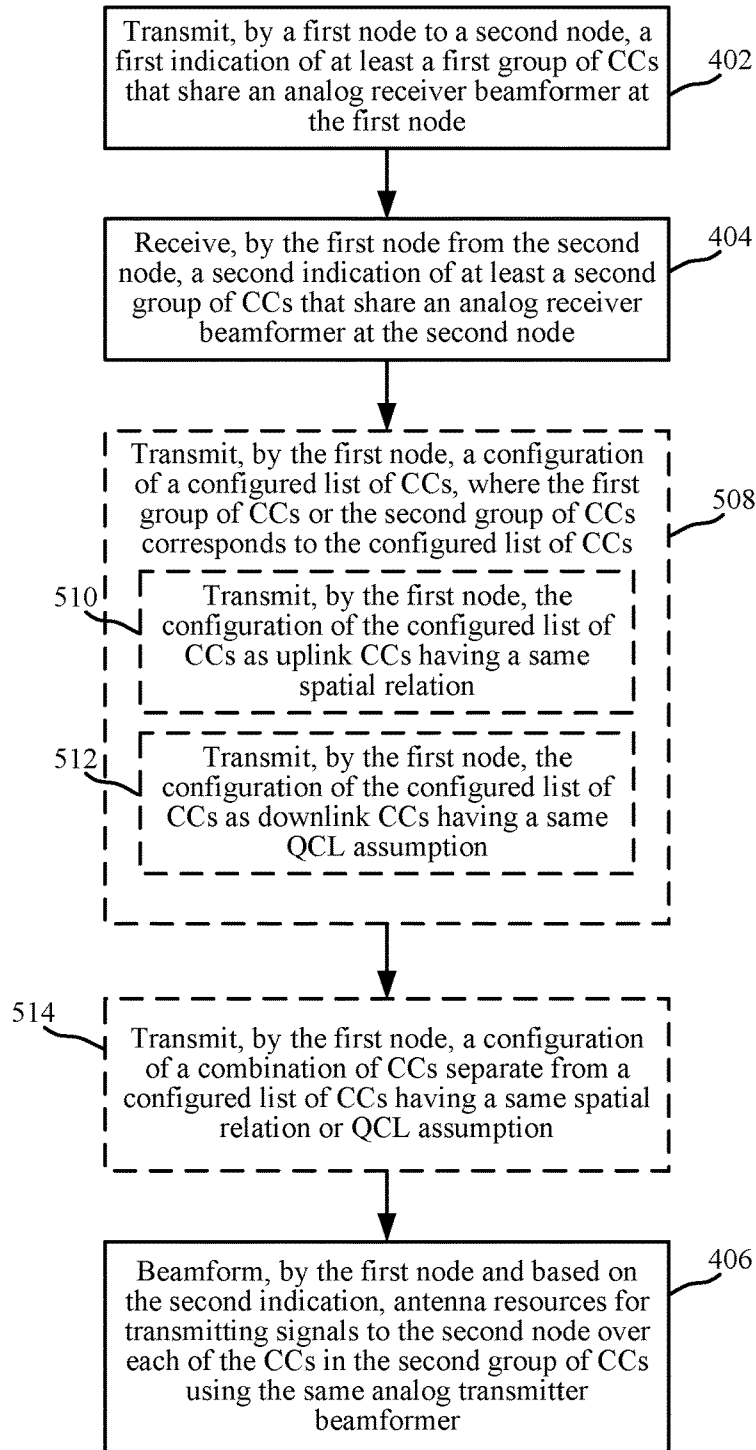 Transmit, by a first node to a second node, a
first indication of at least a first group of CCs
that share an analog receiver beamformer at
the first node
402
Receive, by the first node from the second
node, a second indication of at least a second
group of CCs that share an analog receiver
beamformer at the second node
404
Transmit, by the first node, a configuration
of a configured list of CCs, where the first
group of CCs or the second group of CCs
corresponds to the configured list of CCs
508
510
Transmit, by the first node, the
configuration of the configured list of
CCs as uplink CCs having a same
spatial relation
512
Transmit, by the first node, the
configuration of the configured list of
CCs as downlink CCs having a same
QCL assumption
514
Transmit, by the first node, a configuration
of a combination of CCs separate from a
configured list of CCs having a same spatial
relation or QCL assumption
Beamform, by the first node and based on
the second indication, antenna resources for
transmitting signals to the second node over
each of the CCs in the second group of CCs
using the same analog transmitter
beamformer
406